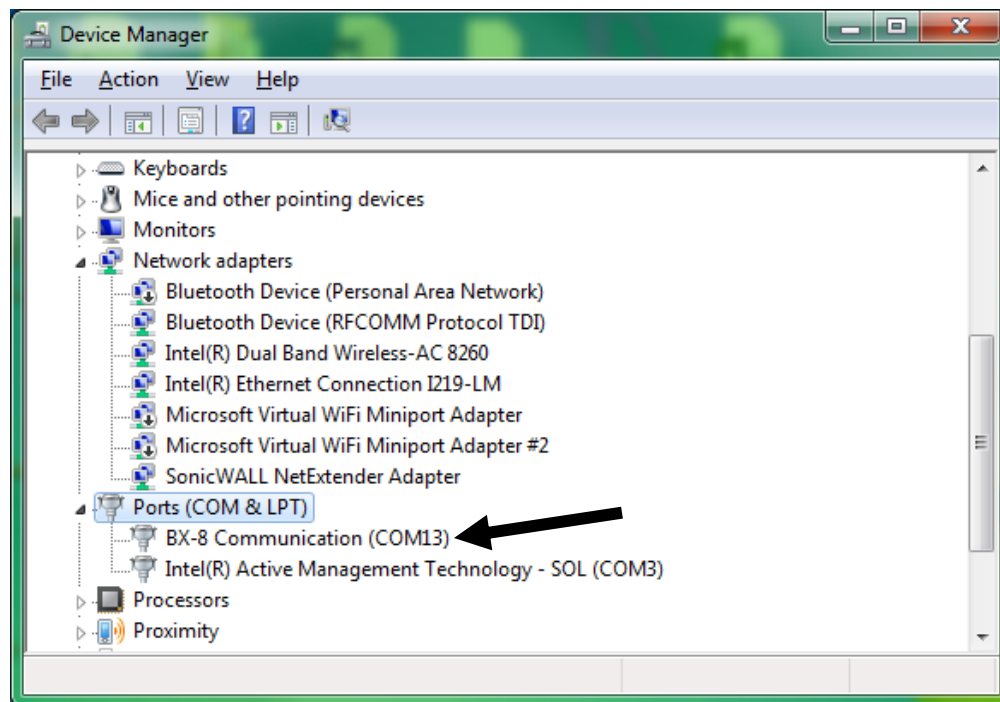 Device Manager
File Action View Help
Keyboards
Mice and other pointing devices
Monitors
Network adapters
Bluetooth Device (Personal Area Network)
Bluetooth Device (RFCOMM Protocol TDI)
Intel(R) Dual Band Wireless-AC 8260
Intel(R) Ethernet Connection I219-LM
Microsoft Virtual WiFi Miniport Adapter
Microsoft Virtual WiFi Miniport Adapter #2
SonicWALL NetExtender Adapter
Ports (COM & LPT)
BX-8 Communication (COM13)
Intel(R) Active Management Technology - SOL (COM3)
Processors
Proximity